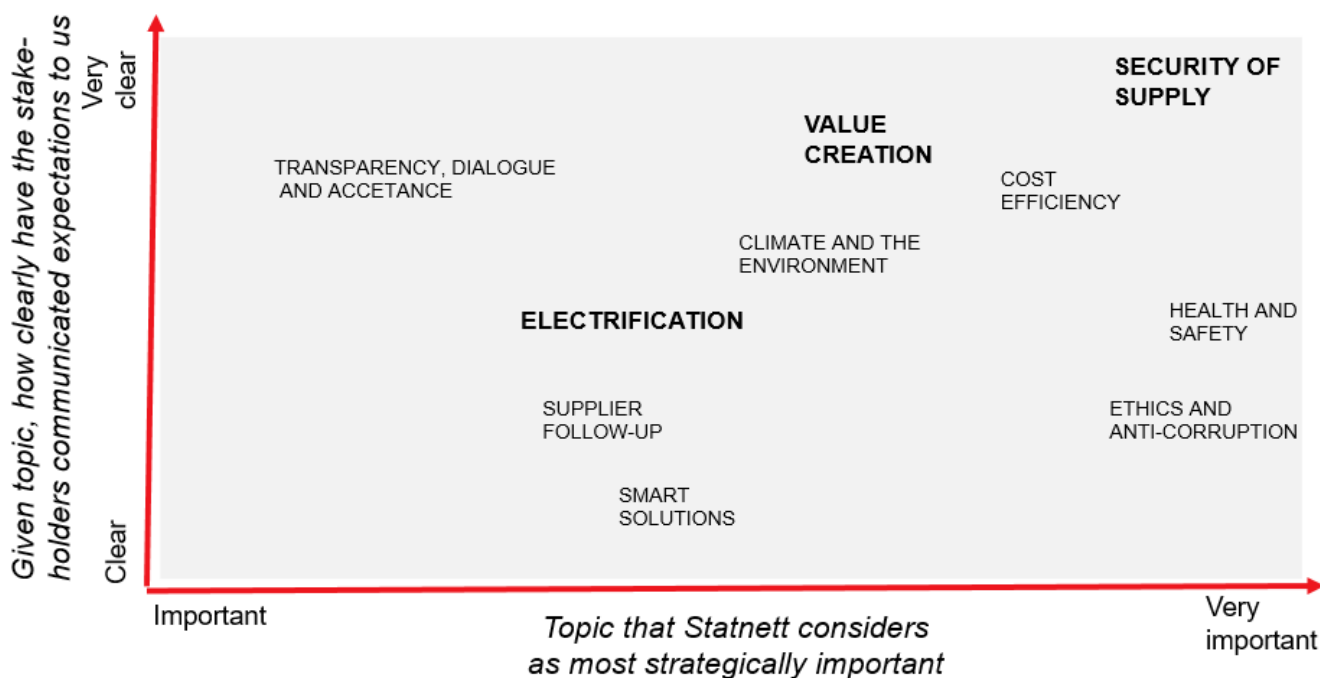 Given topic, how clearly have the stake-
holders communicated expectations to us
Very
clear
Clear
SECURITY OF
SUPPLY
VALUE
CREATION
TRANSPARENCY, DIALOGUE
AND ACCETANCE
COST
EFFICIENCY
CLIMATE AND THE
ENVIRONMENT
ELECTRIFICATION
HEALTH AND
SAFETY
SUPPLIER
FOLLOW-UP
ETHICS AND
ANTI-CORRUPTION
SMART
SOLUTIONS
Important
Very
important
Topic that Statnett considers
as most strategically important